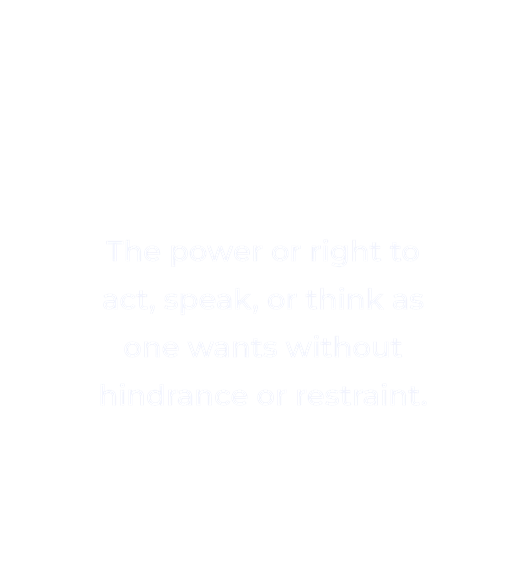 The power or right to
act, speak, or think as
one wants without
hindrance or restraint.